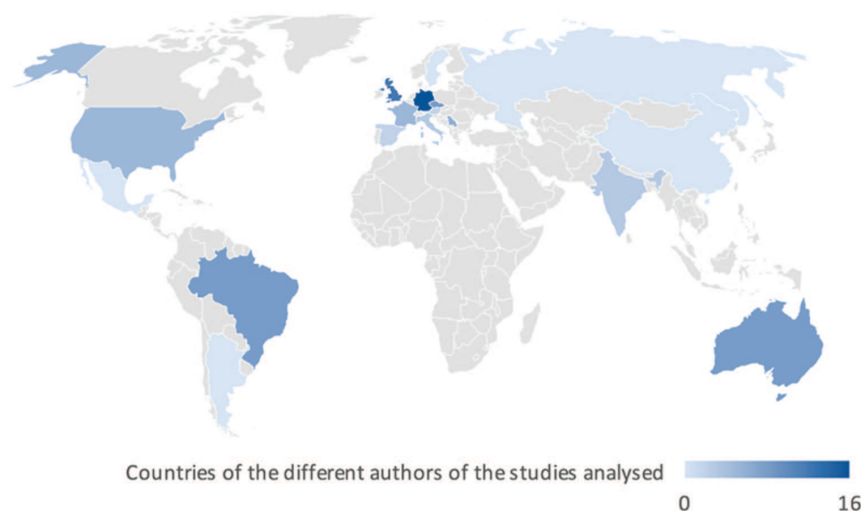 Countries of the different authors of the studies analysed
0 16